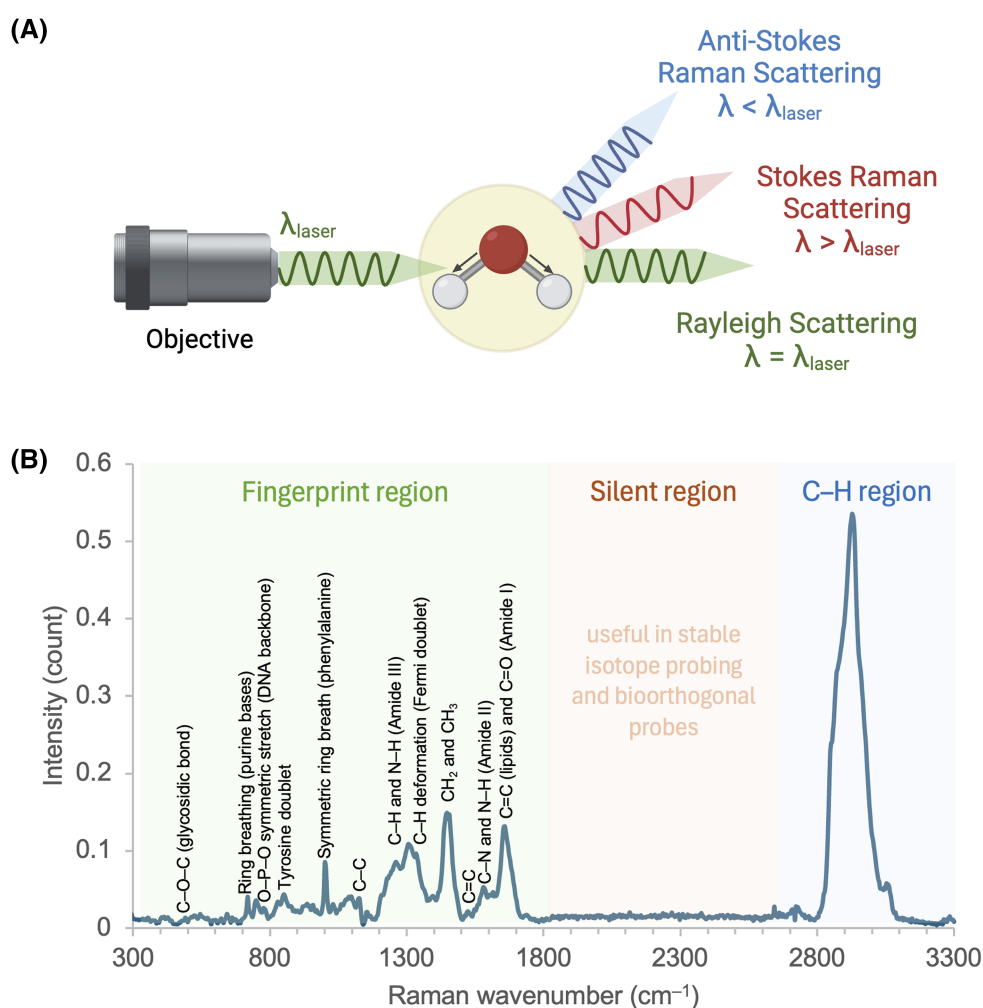 (A)
Anti-Stokes
Raman Scattering
λ < λlaser
Stokes Raman
Scattering
λ > λlaser
λlaser
Objective
Rayleigh Scattering
λ = λlaser
(B)
Fingerprint region
Silent region
C–H region
useful in stable
isotope probing
and bioorthogonal
probes
C–O–C (glycosidic bond)
Ring breathing (purine bases)
O–P–O symmetric stretch (DNA backbone)
Tyrosine doublet
Symmetric ring breath (phenylalanine)
C–C
C–H and N–H (Amide III)
C–H deformation (Fermi doublet)
CH2 and CH3
C=C
C–N and N–H (Amide II)
C=C (lipids) and C=O (Amide I)
Intensity (count)
0.6
0.5
0.4
0.3
0.2
0.1
0
300 800 1300 1800 2300 2800 3300
Raman wavenumber (cm–1)